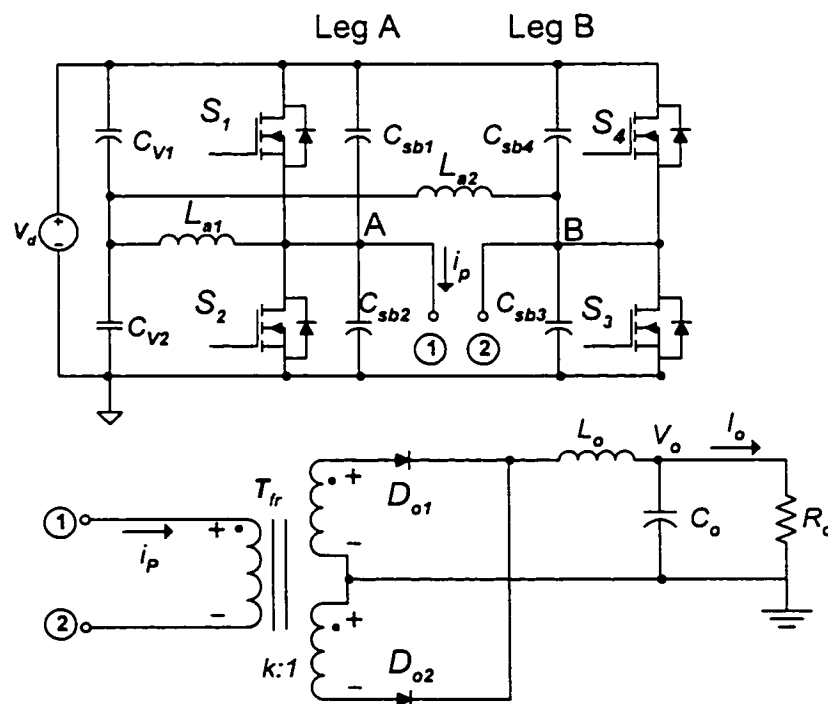 Leg A Leg B
S1 S4
CV1 Csb1 Csb4
La2
La1 A B
Vd + -
ip
S2 Csb2 Csb3 S3
CV2
1 2
Lo Vo Io
+
Tfr Do1
1 + Co Ro
iP -
2 - +
k:1 Do2
-